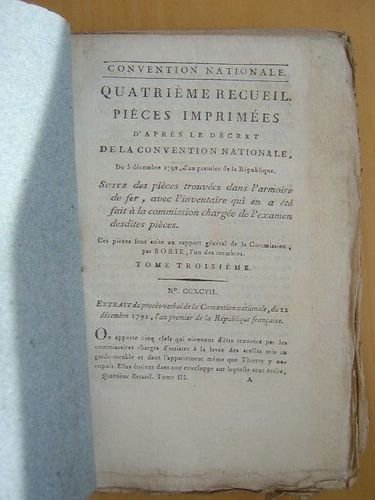 CONVENTION NATIONALE.
QUATRIÈME RECUEIL.
PIÈCES IMPRIMÉES
D'APRÈS LE DÉCRET
DE LA CONVENTION NATIONALE,
Du 5 décembre 1792, l'an premier de la République.
SUITE des pièces trouvées dans l'armoire
de fer, avec l'inventaire qui en a été
fait à la commission chargée de l'examen
desdites pièces.
Ces pièces font suite au rapport général de la Commission,
par BORIE, l'un des membres.
TOME TROISIÈME.
N°. CCXCVII.
EXTRAIT du procès-verbal de la Convention nationale, du 22
décembre 1792, l'an premier de la République française.
ON apporte cinq clefs qui viennent d'être trouvées par les
commissaires chargés d'assister à la levée des scellés mis au
garde-meuble et dans l'appartement même que Thierry y oc-
cupoit. Elles étoient dans une enveloppe sur laquelle sont écrits,
Quatrième Recueil. Tome III. A